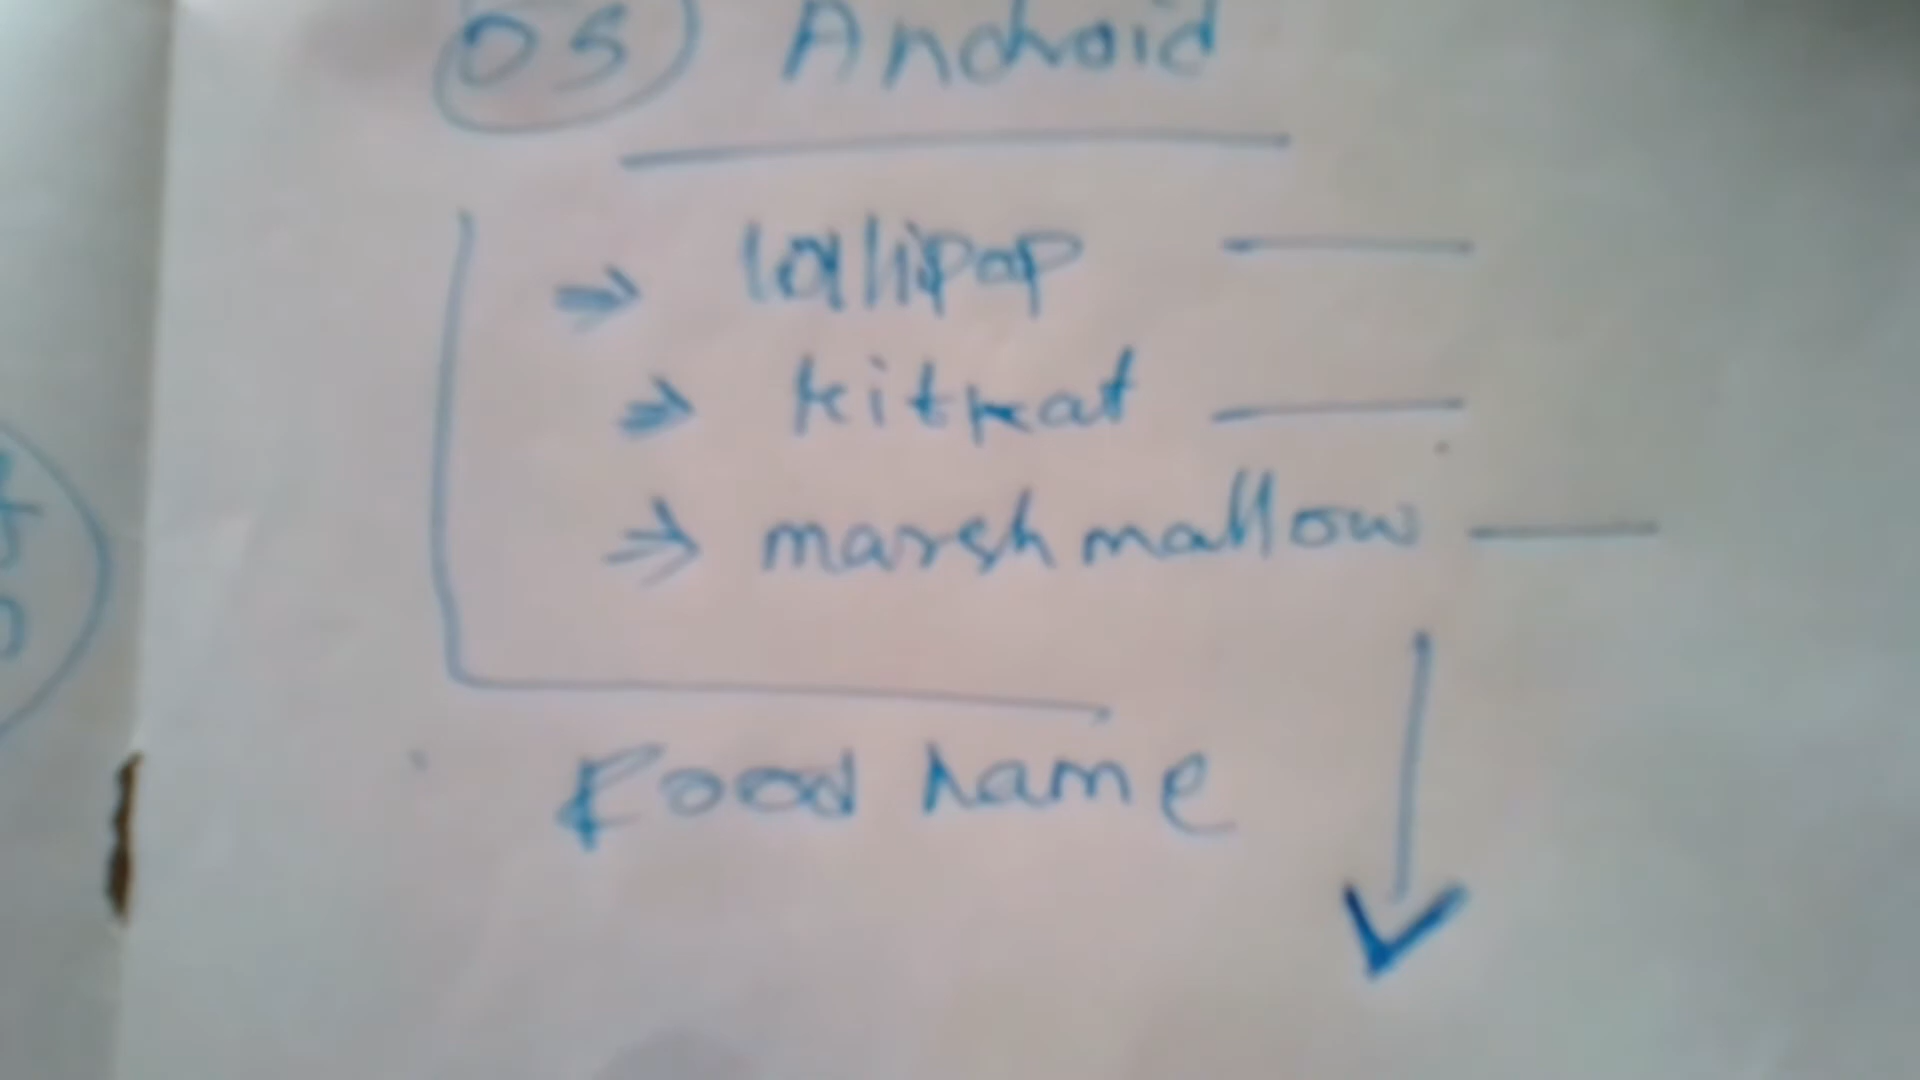 OS Android
lollipop
kitkat
marshmallow
Food name